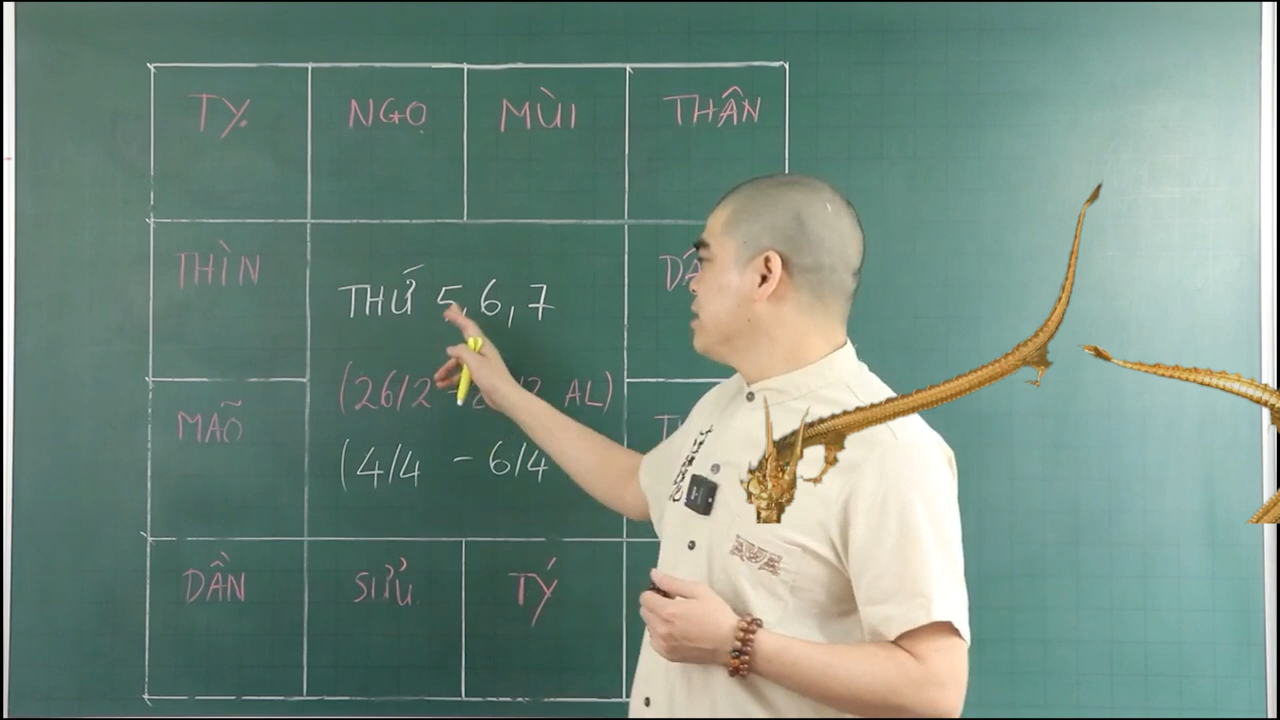 TỴ NGỌ MÙI THÂN
THÌN
THỨ 5, 6, 7
MÃO
(26/2 - AL)
(4/4 - 6/4
DẦN SỬU TÝ